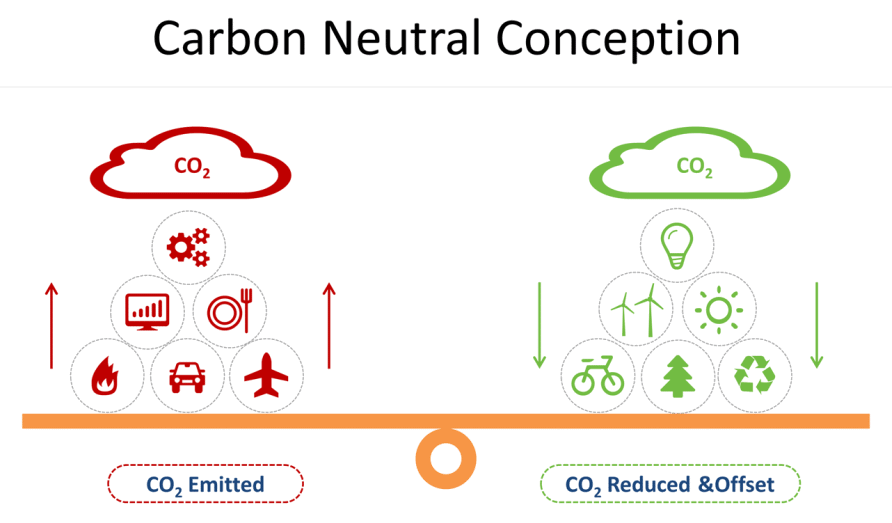 Carbon Neutral Conception
CO₂
CO₂
CO₂ Emitted
CO₂ Reduced &Offset